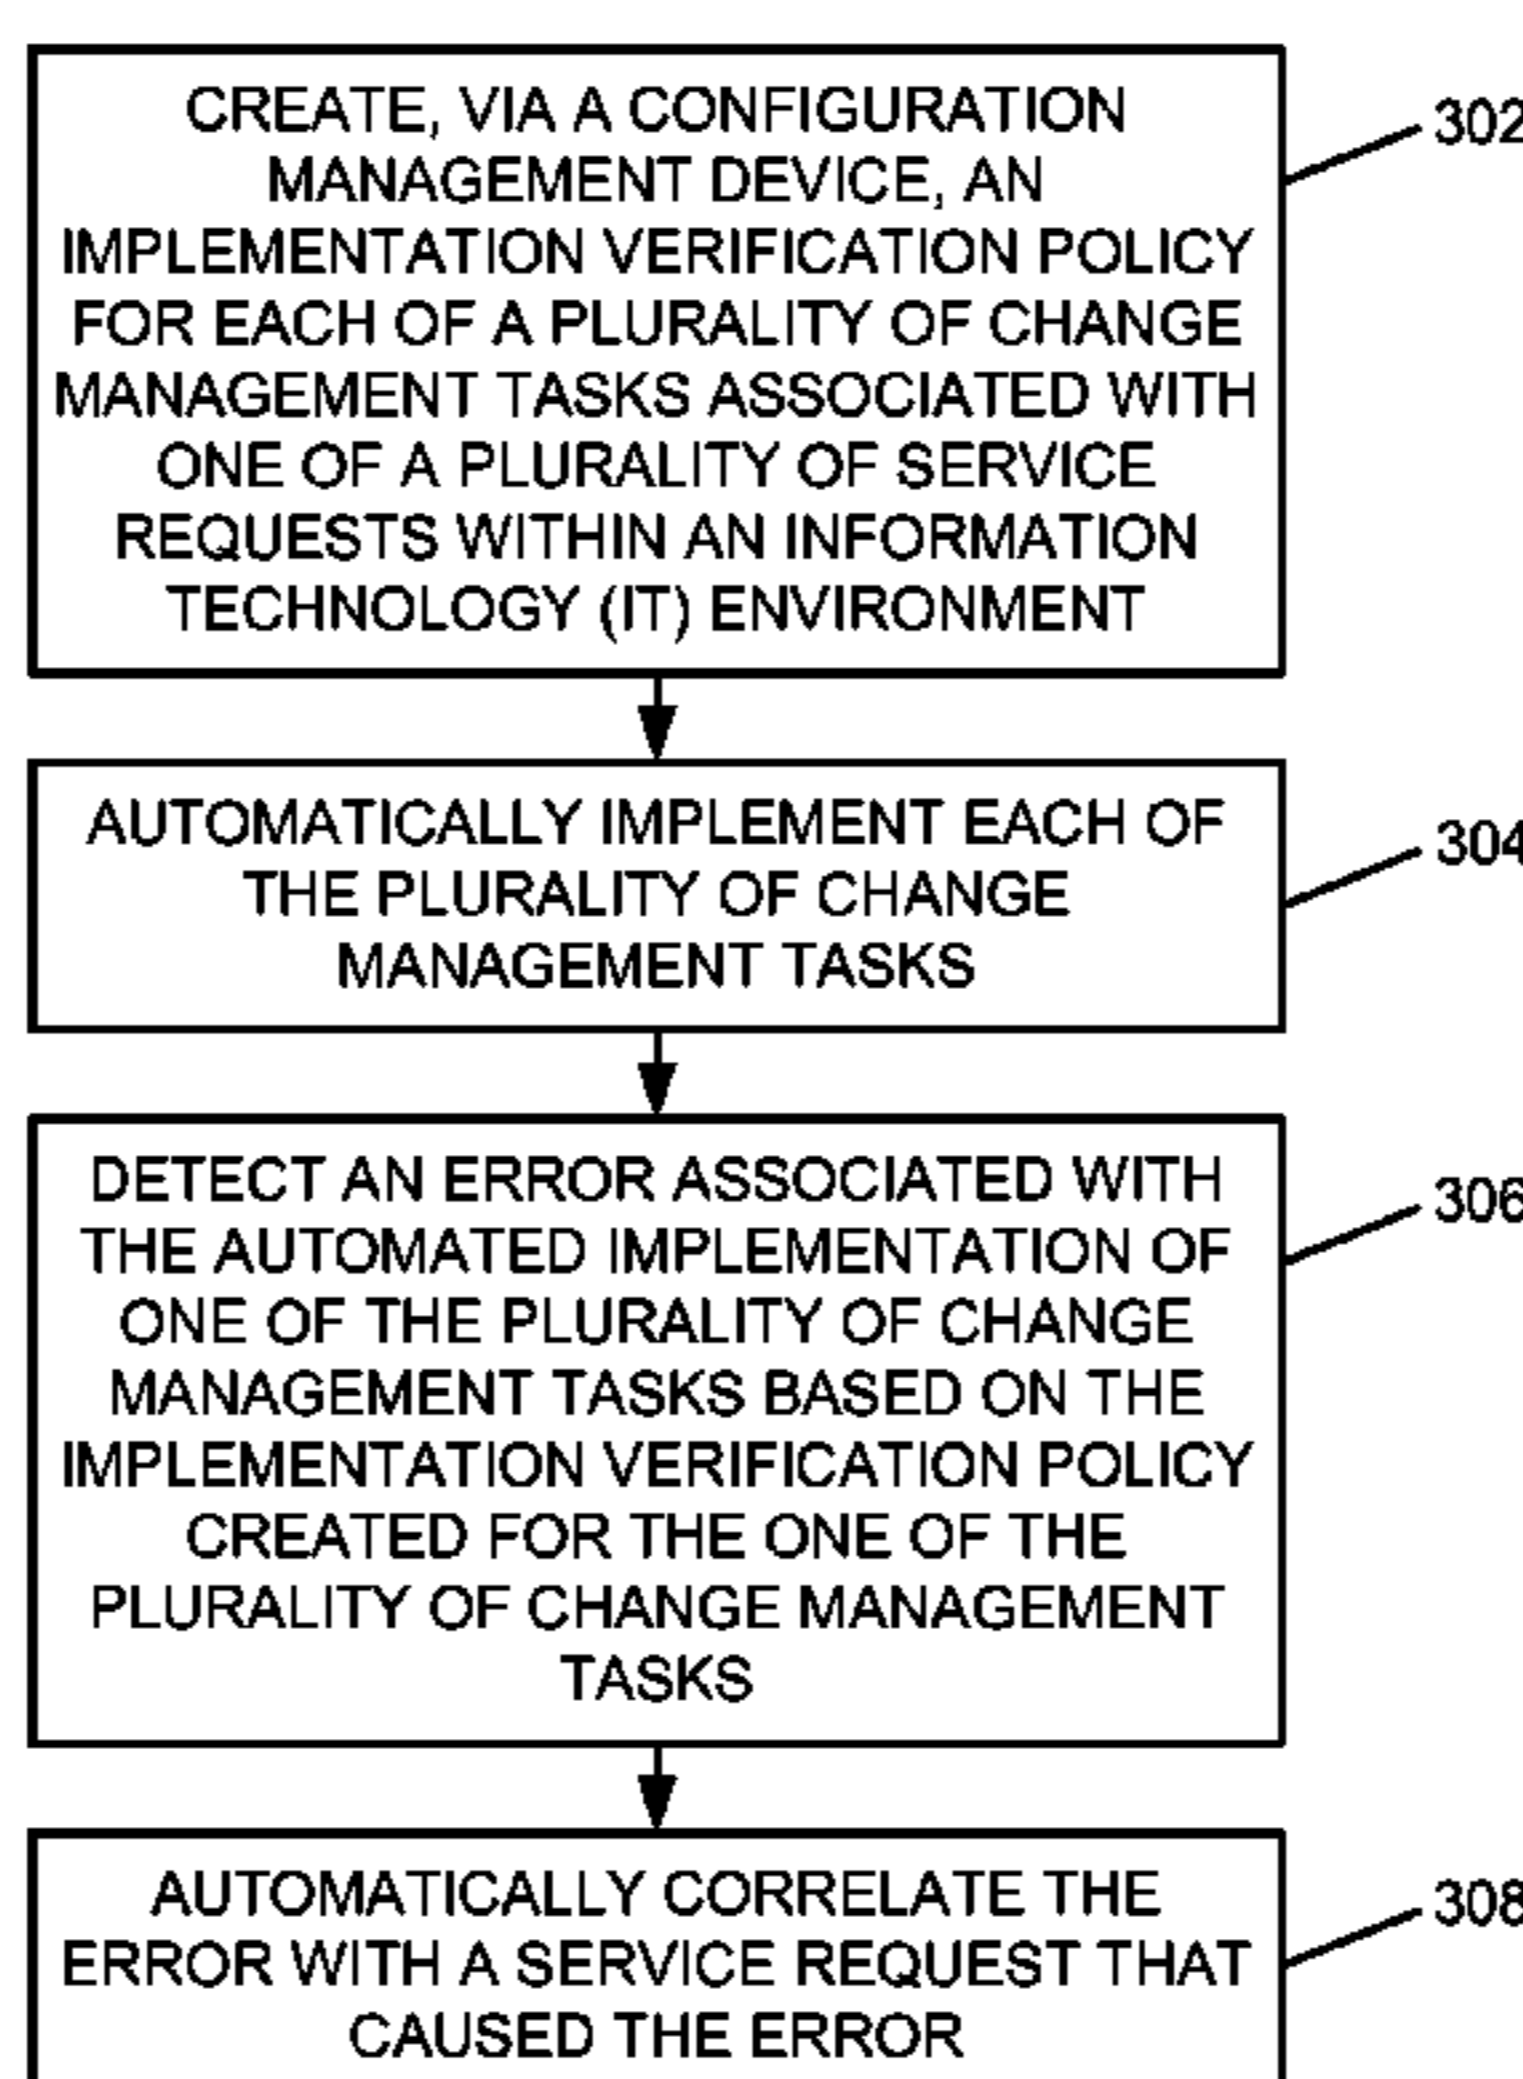 CREATE, VIA A CONFIGURATION
MANAGEMENT DEVICE, AN
IMPLEMENTATION VERIFICATION POLICY
FOR EACH OF A PLURALITY OF CHANGE
MANAGEMENT TASKS ASSOCIATED WITH
ONE OF A PLURALITY OF SERVICE
REQUESTS WITHIN AN INFORMATION
TECHNOLOGY (IT) ENVIRONMENT
302
AUTOMATICALLY IMPLEMENT EACH OF
THE PLURALITY OF CHANGE
MANAGEMENT TASKS
304
DETECT AN ERROR ASSOCIATED WITH
THE AUTOMATED IMPLEMENTATION OF
ONE OF THE PLURALITY OF CHANGE
MANAGEMENT TASKS BASED ON THE
IMPLEMENTATION VERIFICATION POLICY
CREATED FOR THE ONE OF THE
PLURALITY OF CHANGE MANAGEMENT
TASKS
306
AUTOMATICALLY CORRELATE THE
ERROR WITH A SERVICE REQUEST THAT
CAUSED THE ERROR
308